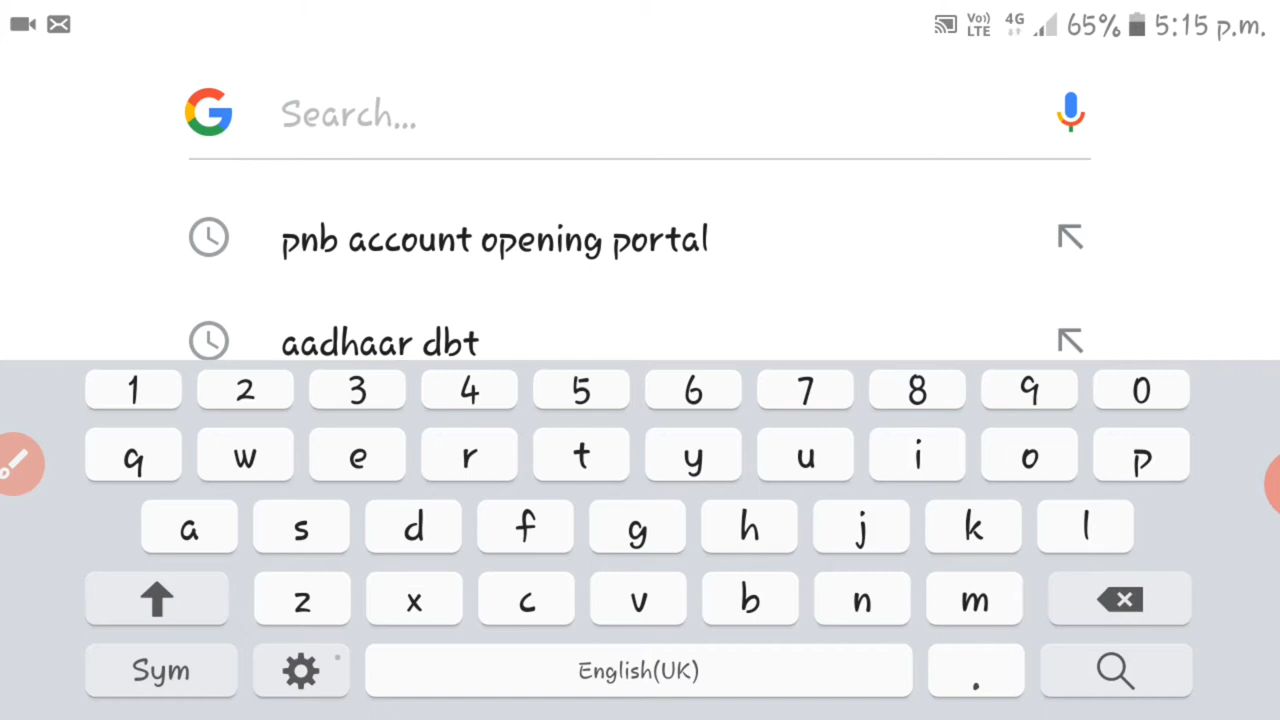 Vo) LTE 4G 65% 5:15 p.m.
Search...
pnb account opening portal
aadhaar dbt
1 2 3 4 5 6 7 8 9 0
q w e r t y u i o p
a s d f g h j k l
z x c v b n m
Sym English(UK) .